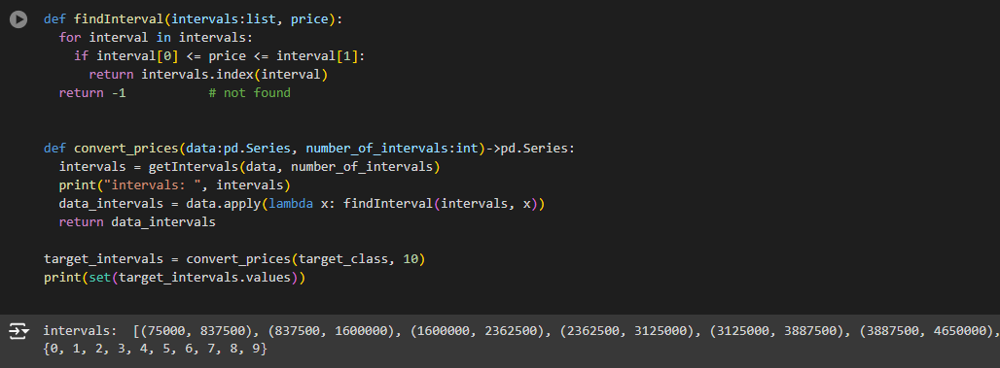 def findInterval(intervals:list, price):
  for interval in intervals:
    if interval[0] <= price <= interval[1]:
      return intervals.index(interval)
  return -1           # not found
def convert_prices(data:pd.Series, number_of_intervals:int)->pd.Series:
  intervals = getIntervals(data, number_of_intervals)
  print("intervals: ", intervals)
  data_intervals = data.apply(lambda x: findInterval(intervals, x))
  return data_intervals
target_intervals = convert_prices(target_class, 10)
print(set(target_intervals.values))
intervals:  [(75000, 837500), (837500, 1600000), (1600000, 2362500), (2362500, 3125000), (3125000, 3887500), (3887500, 4650000),
{0, 1, 2, 3, 4, 5, 6, 7, 8, 9}